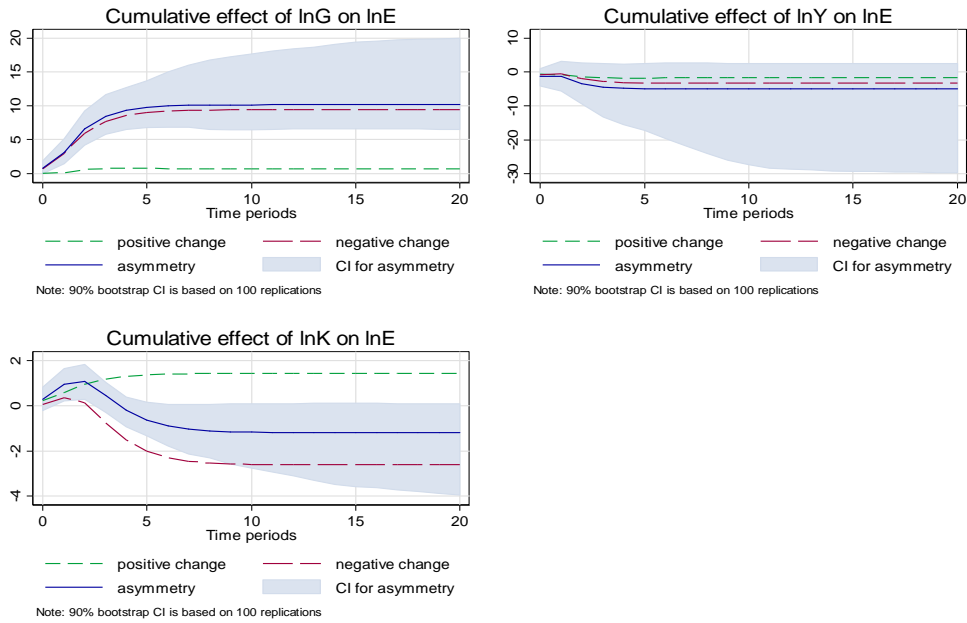 Cumulative effect of lnG on lnE
20
15
10
5
0
0 5 10 15 20
Time periods
positive change negative change
asymmetry CI for asymmetry
Note: 90% bootstrap CI is based on 100 replications
Cumulative effect of lnY on lnE
10
0
-10
-20
-30
0 5 10 15 20
Time periods
positive change negative change
asymmetry CI for asymmetry
Note: 90% bootstrap CI is based on 100 replications
Cumulative effect of lnK on lnE
2
0
-2
-4
0 5 10 15 20
Time periods
positive change negative change
asymmetry CI for asymmetry
Note: 90% bootstrap CI is based on 100 replications